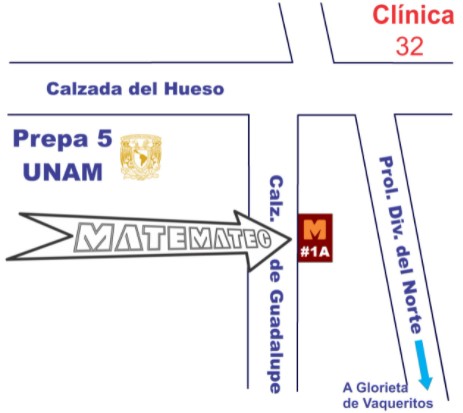 Clínica
32
Calzada del Hueso
Prepa 5
UNAM
MATEMATEC
M
#1A
Calz. de Guadalupe
Prol. Div. del Norte
A Glorieta
de Vaqueritos